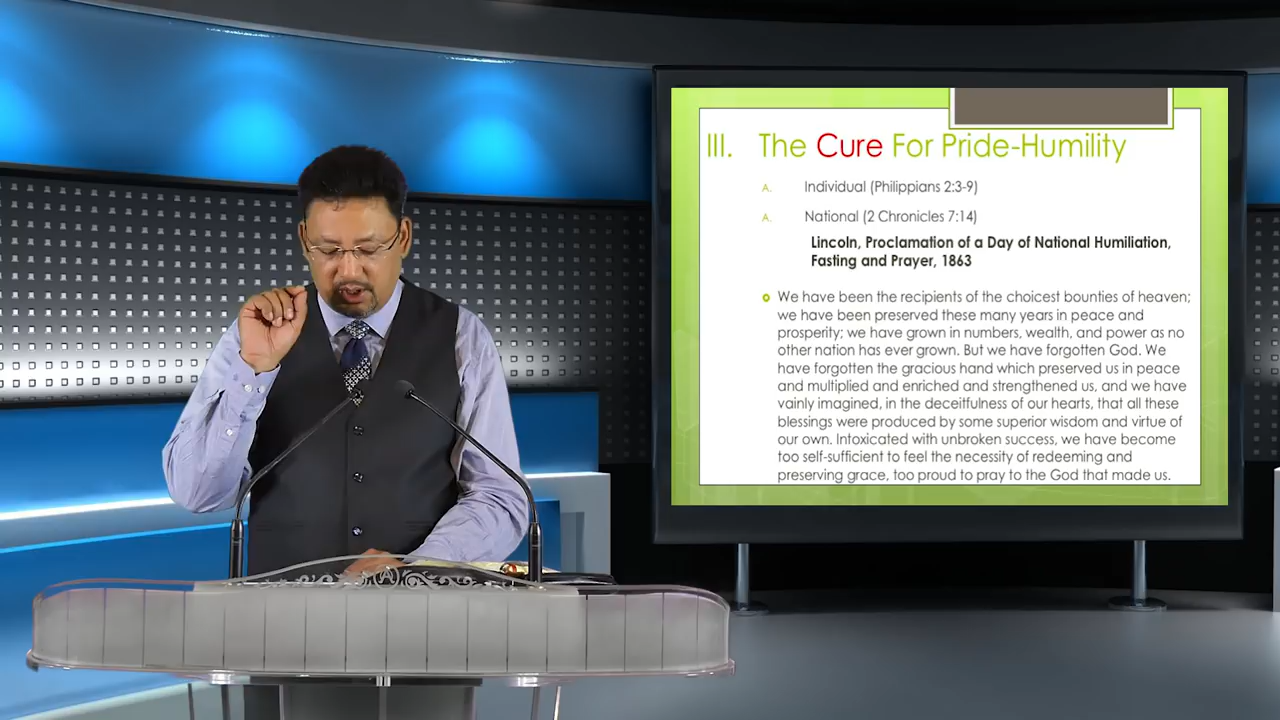 III. The Cure For Pride-Humility
A. Individual (Philippians 2:3-9)
A. National (2 Chronicles 7:14)
Lincoln, Proclamation of a Day of National Humiliation,
Fasting and Prayer, 1863
We have been the recipients of the choicest bounties of heaven;
we have been preserved these many years in peace and
prosperity; we have grown in numbers, wealth, and power as no
other nation has ever grown. But we have forgotten God. We
have forgotten the gracious hand which preserved us in peace
and multiplied and enriched and strengthened us, and we have
vainly imagined, in the deceitfulness of our hearts, that all these
blessings were produced by some superior wisdom and virtue of
our own. Intoxicated with unbroken success, we have become
too self-sufficient to feel the necessity of redeeming and
preserving grace, too proud to pray to the God that made us.